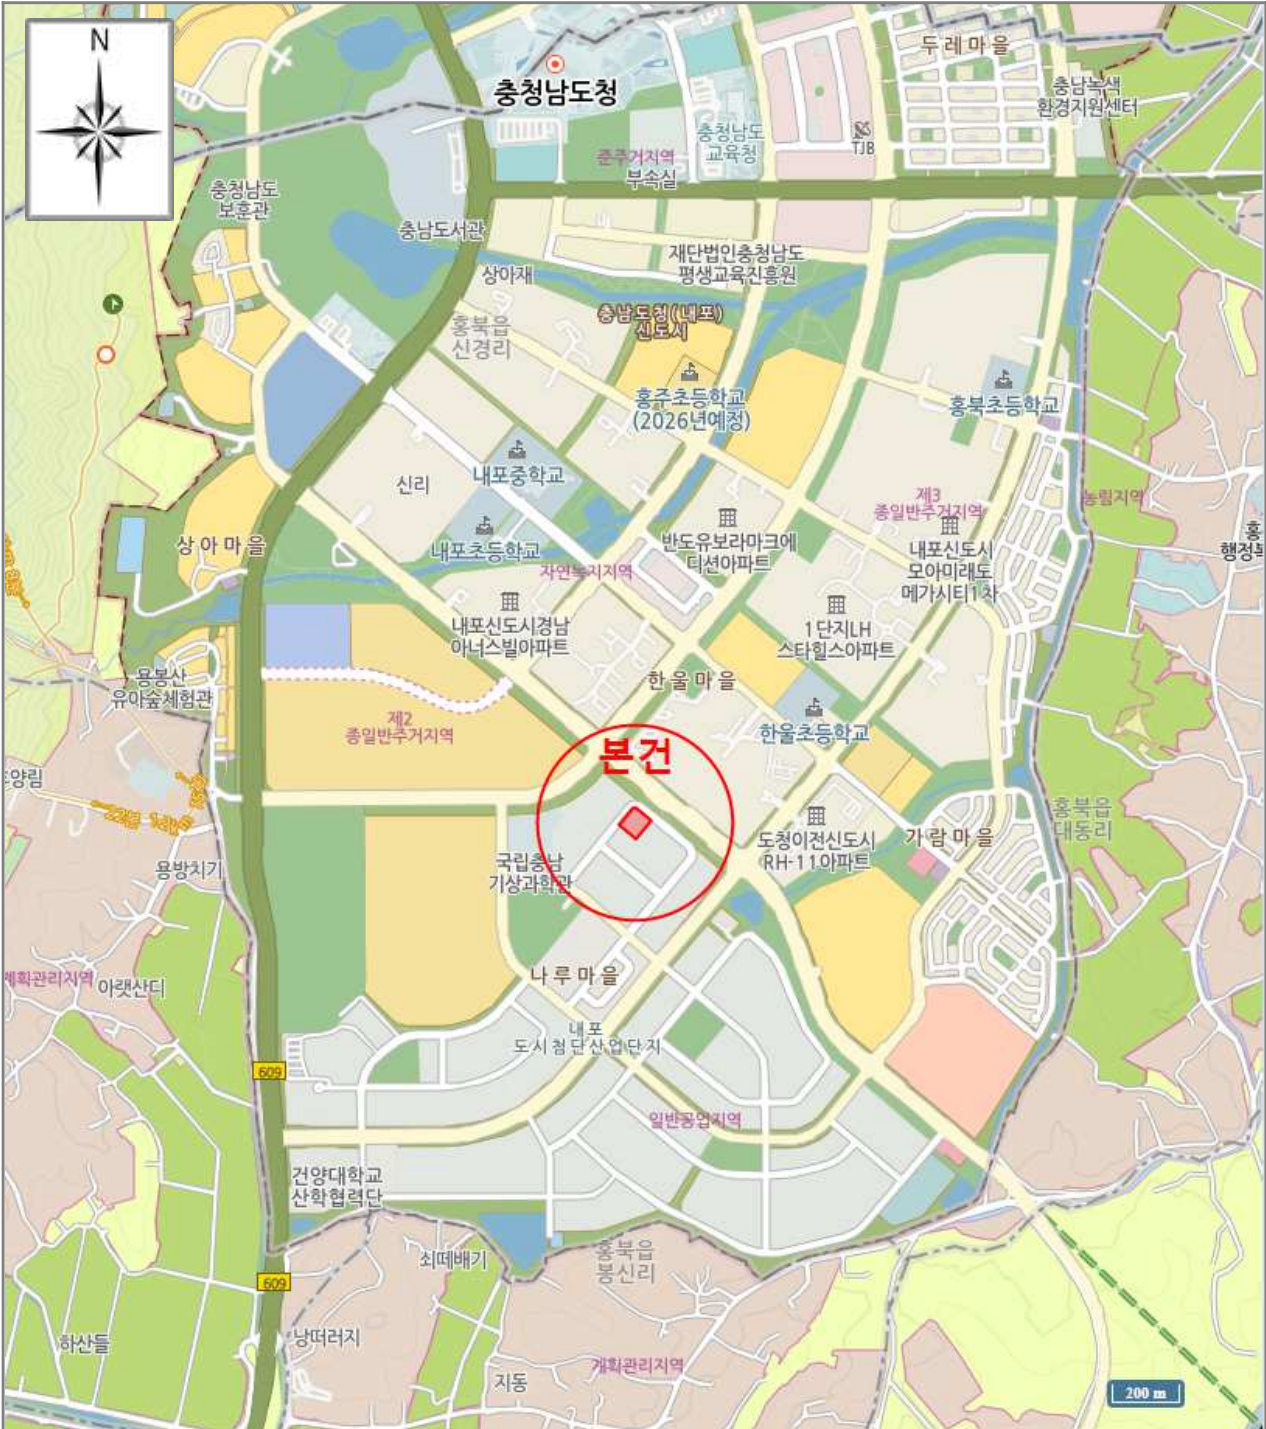 N
두레마을
충청남도청
충남녹색
환경지원센터
충청남도
교육청
TJB
준주거지역
부속실
충청남도
보훈관
충남도서관
재단법인충청남도
평생교육진흥원
상아재
충남도청(내포)
신도시
홍북읍
신경리
홍주초등학교
(2026년예정)
홍북초등학교
내포중학교
신리
제3
종일반주거지역
농림지역
홍
행정복
반도유보라마크에
디션아파트
내포신도시
모아미래도
메가시티1차
상아마을
내포초등학교
자연녹지지역
내포신도시경남
아너스빌아파트
1단지LH
스타힐스아파트
용봉산
유아숲체험관
한울마을
제2
종일반주거지역
한울초등학교
본건
양림
홍북읍
대동리
도청이전신도시
RH-11아파트
가람마을
용방치기
국립충남
기상과학관
나루마을
계획관리지역
아랫산디
내포
도시첨단산업단지
609
일반공업지역
건양대학교
산학협력단
쇠떼배기
홍북읍
봉신리
609
하산들
낭떠러지
계획관리지역
지동
200 m